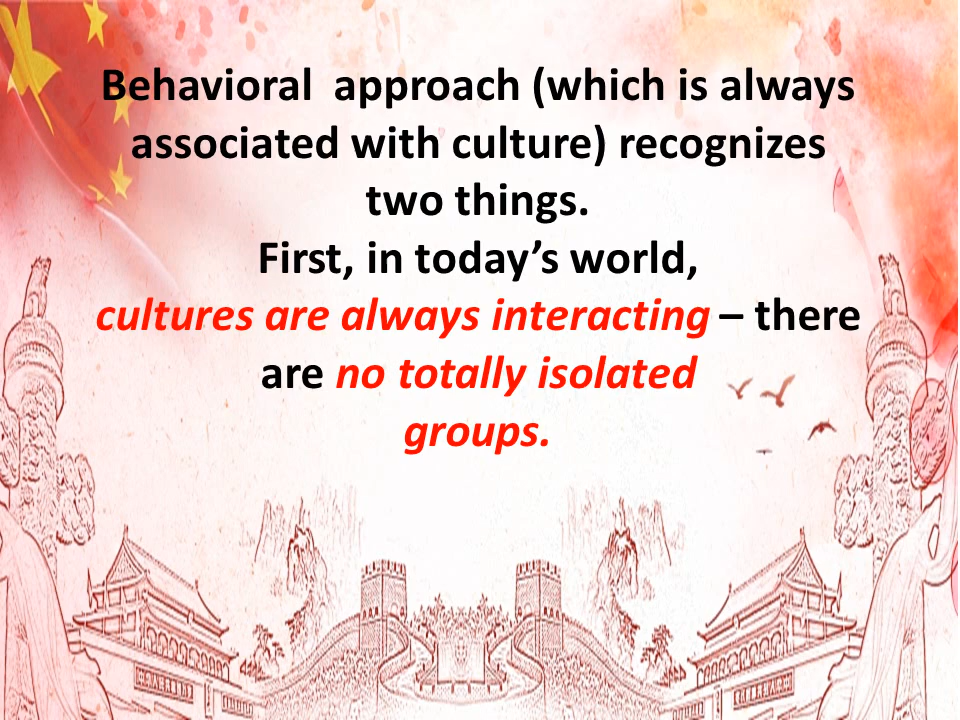 Behavioral  approach (which is always
associated with culture) recognizes
two things.
First, in today’s world,
cultures are always interacting – there
are no totally isolated
groups.